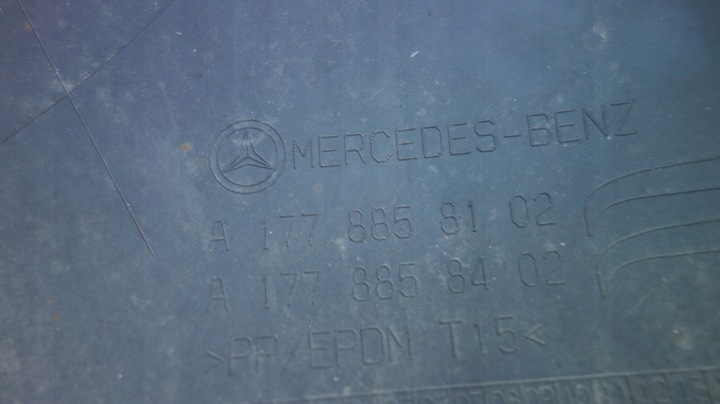 MERCEDES-BENZ
A 177 885 81 02
A 177 885 84 02
>PP/EPDM T15<